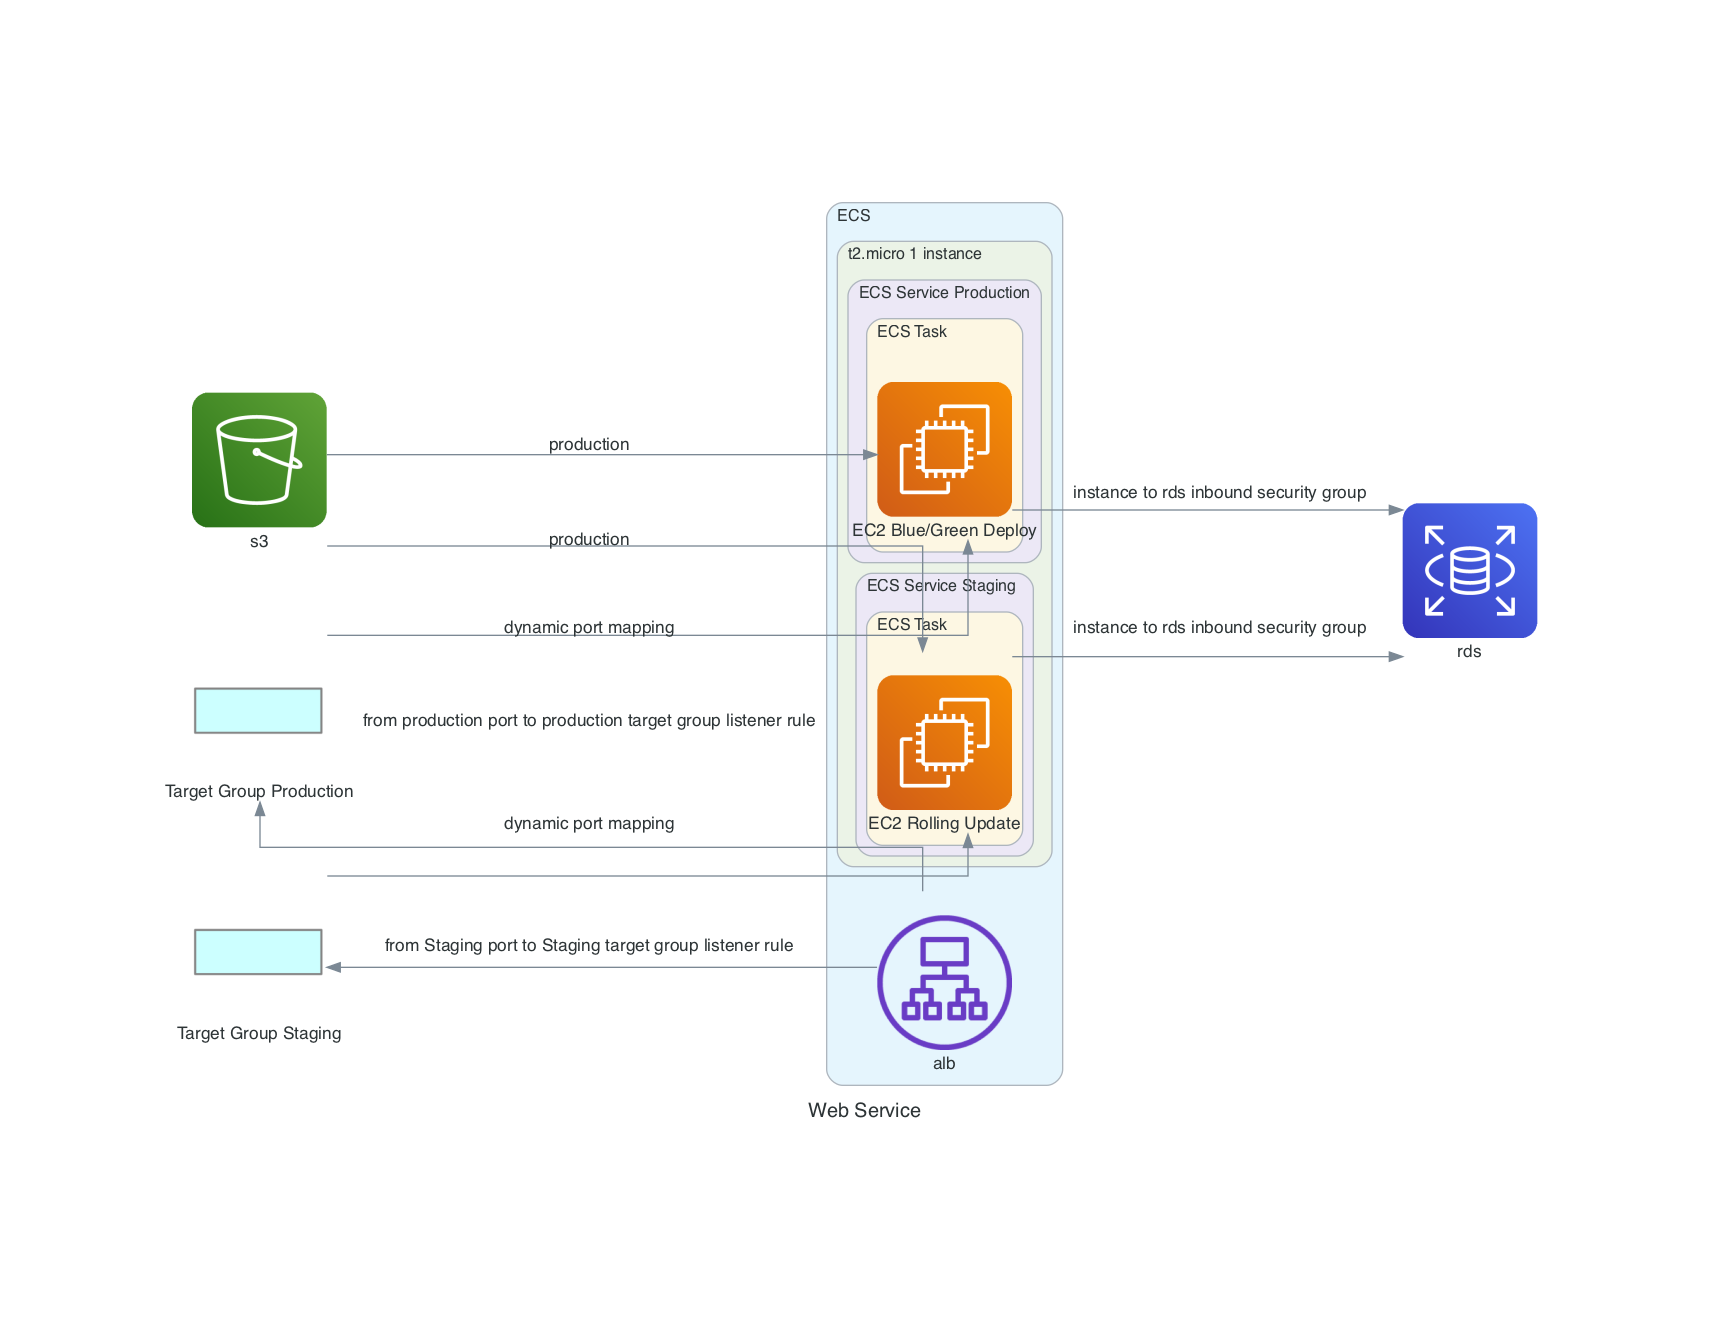 ECS
t2.micro 1 instance
ECS Service Production
ECS Task
production
instance to rds inbound security group
EC2 Blue/Green Deploy
s3
production
ECS Service Staging
ECS Task
dynamic port mapping
instance to rds inbound security group
rds
from production port to production target group listener rule
Target Group Production
dynamic port mapping
EC2 Rolling Update
from Staging port to Staging target group listener rule
Target Group Staging
alb
Web Service